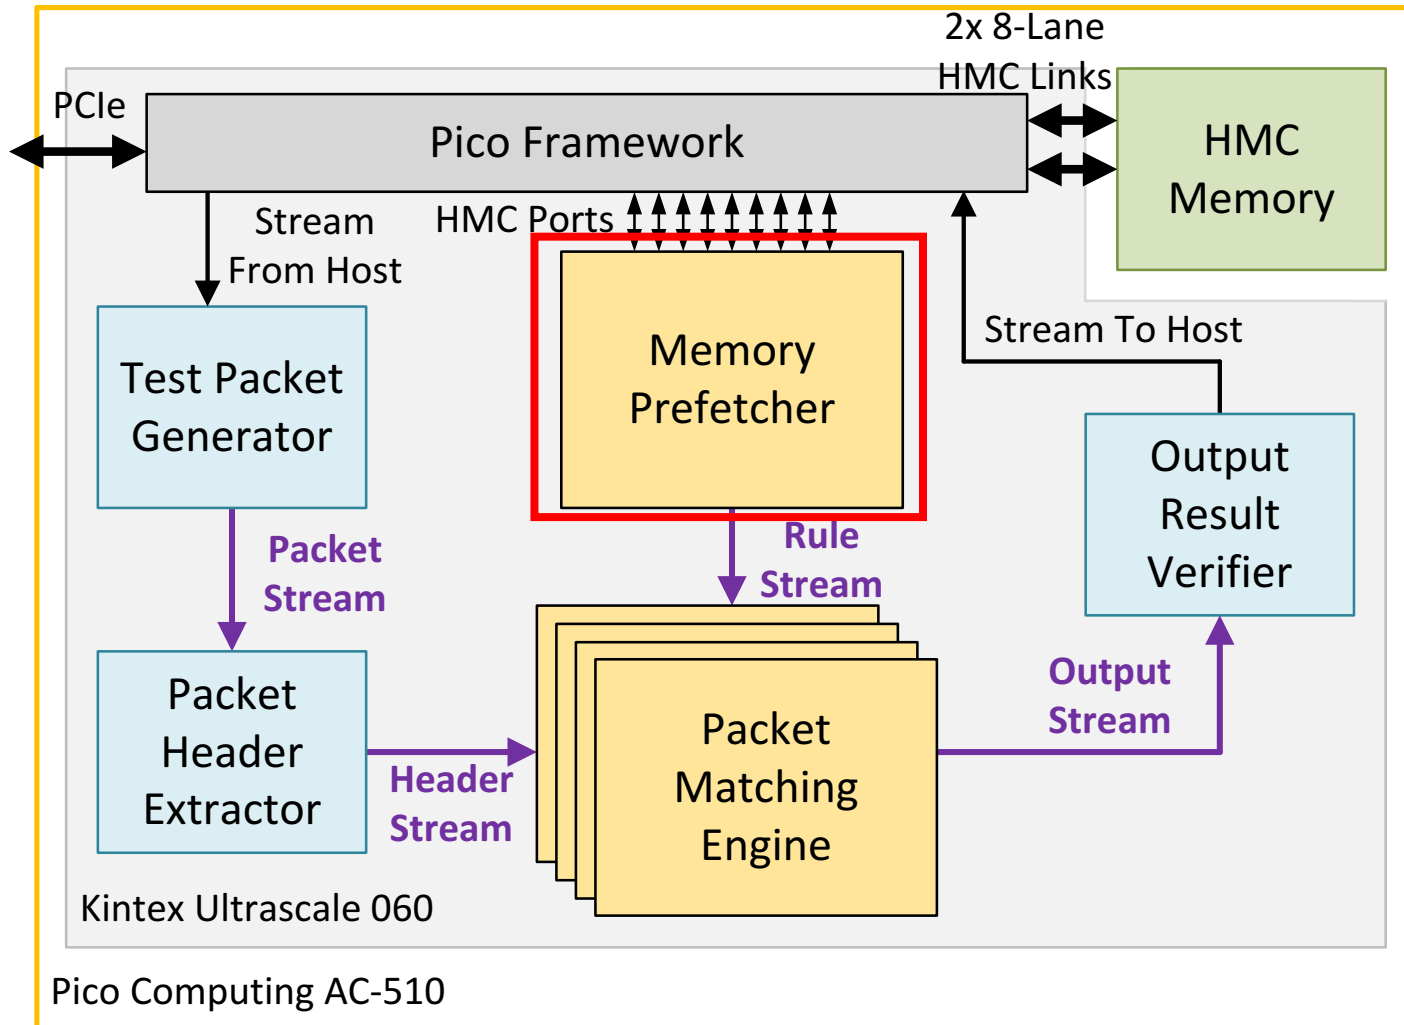 2x 8-Lane
HMC Links
PCIe
Pico Framework
HMC
Memory
Stream
From Host
HMC Ports
Memory
Prefetcher
Stream To Host
Test Packet
Generator
Output
Result
Verifier
Packet
Stream
Rule
Stream
Packet
Header
Extractor
Header
Stream
Packet
Matching
Engine
Output
Stream
Kintex Ultrascale 060
Pico Computing AC-510